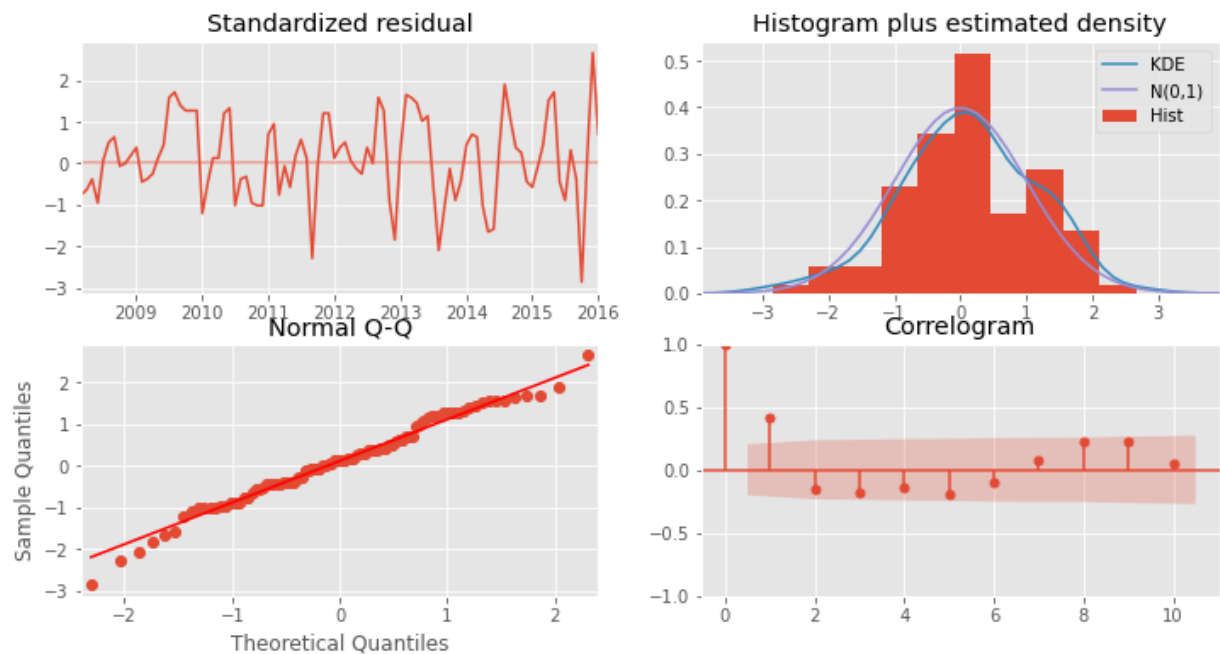 Standardized residual
2
1
0
−1
−2
−3
2009 2010 2011 2012 2013 2014 2015 2016
Histogram plus estimated density
0.5
0.4
0.3
0.2
0.1
0.0
−3 −2 −1 0 1 2 3
KDE
N(0,1)
Hist
Normal Q-Q
Sample Quantiles
2
1
0
−1
−2
−3
−2 −1 0 1 2
Theoretical Quantiles
Correlogram
1.0
0.5
0.0
−0.5
−1.0
0 2 4 6 8 10